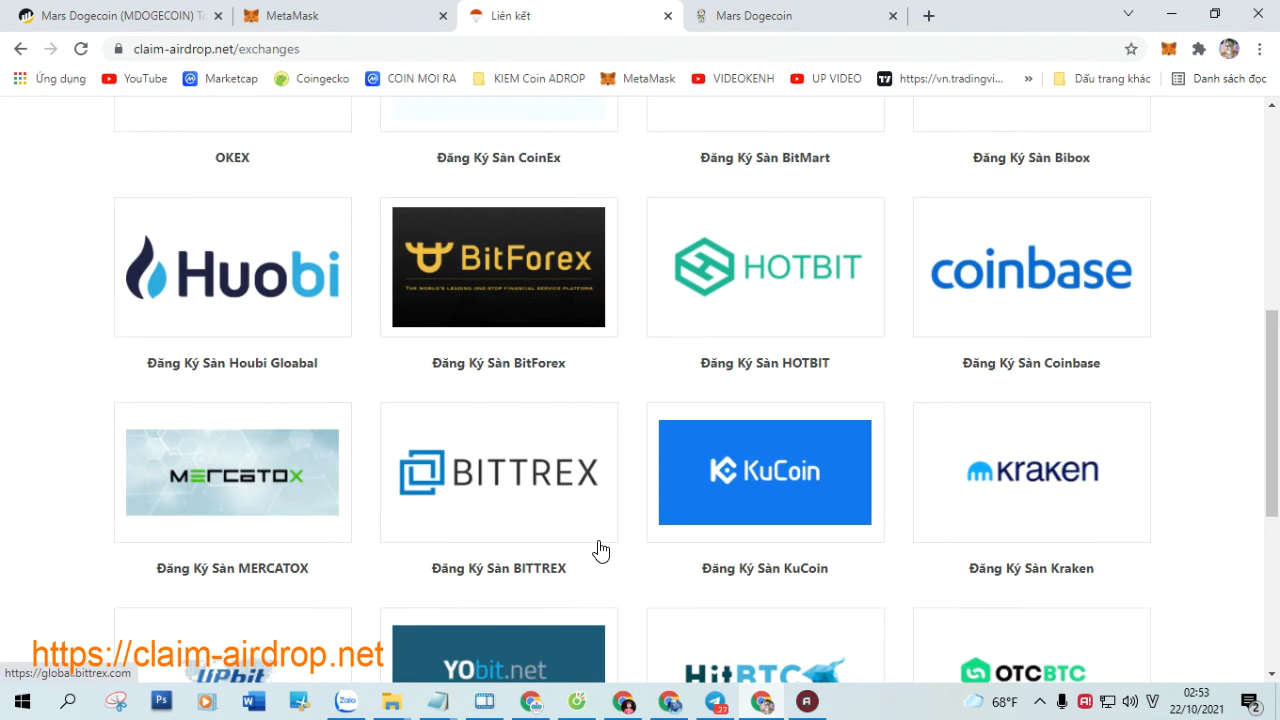 Mars Dogecoin (MDOGECOIN) To
MetaMask
Liên kết
Mars Dogecoin
claim-airdrop.net/exchanges
Ứng dụng
YouTube
Marketcap
Coingecko
COIN MOI RA
KIEM Coin ADROP
MetaMask
VIDEOKENH
UP VIDEO
https://vn.tradingvi...
»
Dấu trang khác
Danh sách đọc
OKEX
Đăng Ký Sàn CoinEx
Đăng Ký Sàn BitMart
Đăng Ký Sàn Bibox
Huobi
BitForex
THE WORLD'S LEADING ONE-STOP FINANCIAL SERVICE PLATFORM
HOTBIT
coinbase
Đăng Ký Sàn Houbi Gloabal
Đăng Ký Sàn BitForex
Đăng Ký Sàn HOTBIT
Đăng Ký Sàn Coinbase
MERCATOX
BITTREX
KUCOIN
kraken
Đăng Ký Sàn MERCATOX
Đăng Ký Sàn BITTREX
Đăng Ký Sàn KuCoin
Đăng Ký Sàn Kraken
https://claim-airdrop.net
UPbit
YObit.net
HitBTC
OTCBTC
https://global.bittrex.com
Ps
W
Zalo
27
A
68°F
V
02:53
22/10/2021
2